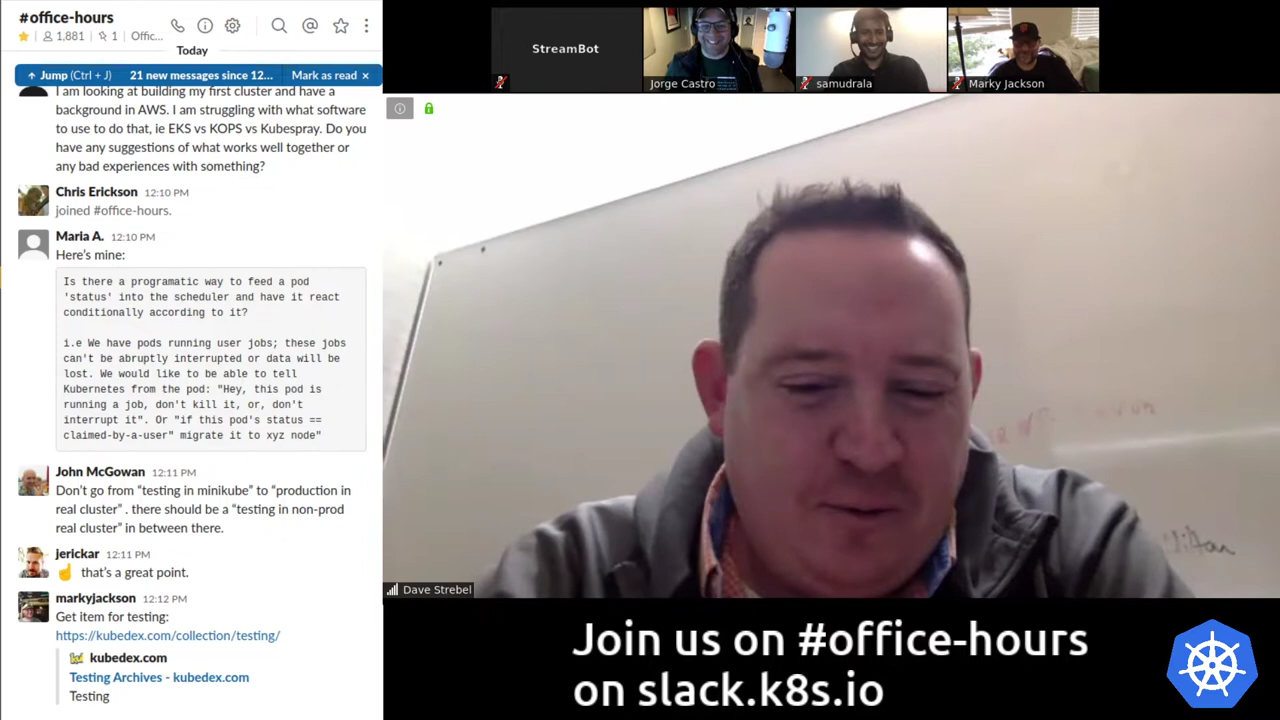 #office-hours
1,881
1
Offic...
Today
Jump (Ctrl + J) 21 new messages since 12... Mark as read ×
I am looking at building my first cluster and have a
background in AWS. I am struggling with what software
to use to do that, ie EKS vs KOPS vs Kubespray. Do you
have any suggestions of what works well together or
any bad experiences with something?
Chris Erickson 12:10 PM
joined #office-hours.
Maria A. 12:10 PM
Here's mine:
Is there a programatic way to feed a pod
'status' into the scheduler and have it react
conditionally according to it?
i.e We have pods running user jobs; these jobs
can't be abruptly interrupted or data will be
lost. We would like to be able to tell
Kubernetes from the pod: "Hey, this pod is
running a job, don't kill it, or, don't
interrupt it". Or "if this pod's status ==
claimed-by-a-user" migrate it to xyz node"
John McGowan 12:11 PM
Don't go from "testing in minikube" to "production in
real cluster" . there should be a "testing in non-prod
real cluster" in between there.
jerickar 12:11 PM
that's a great point.
markyjackson 12:12 PM
Get item for testing:
https://kubedex.com/collection/testing/
kubedex.com
Testing Archives - kubedex.com
Testing
StreamBot
Jorge Castro
samudrala
Marky Jackson
Dave Strebel
Join us on #office-hours
on slack.k8s.io